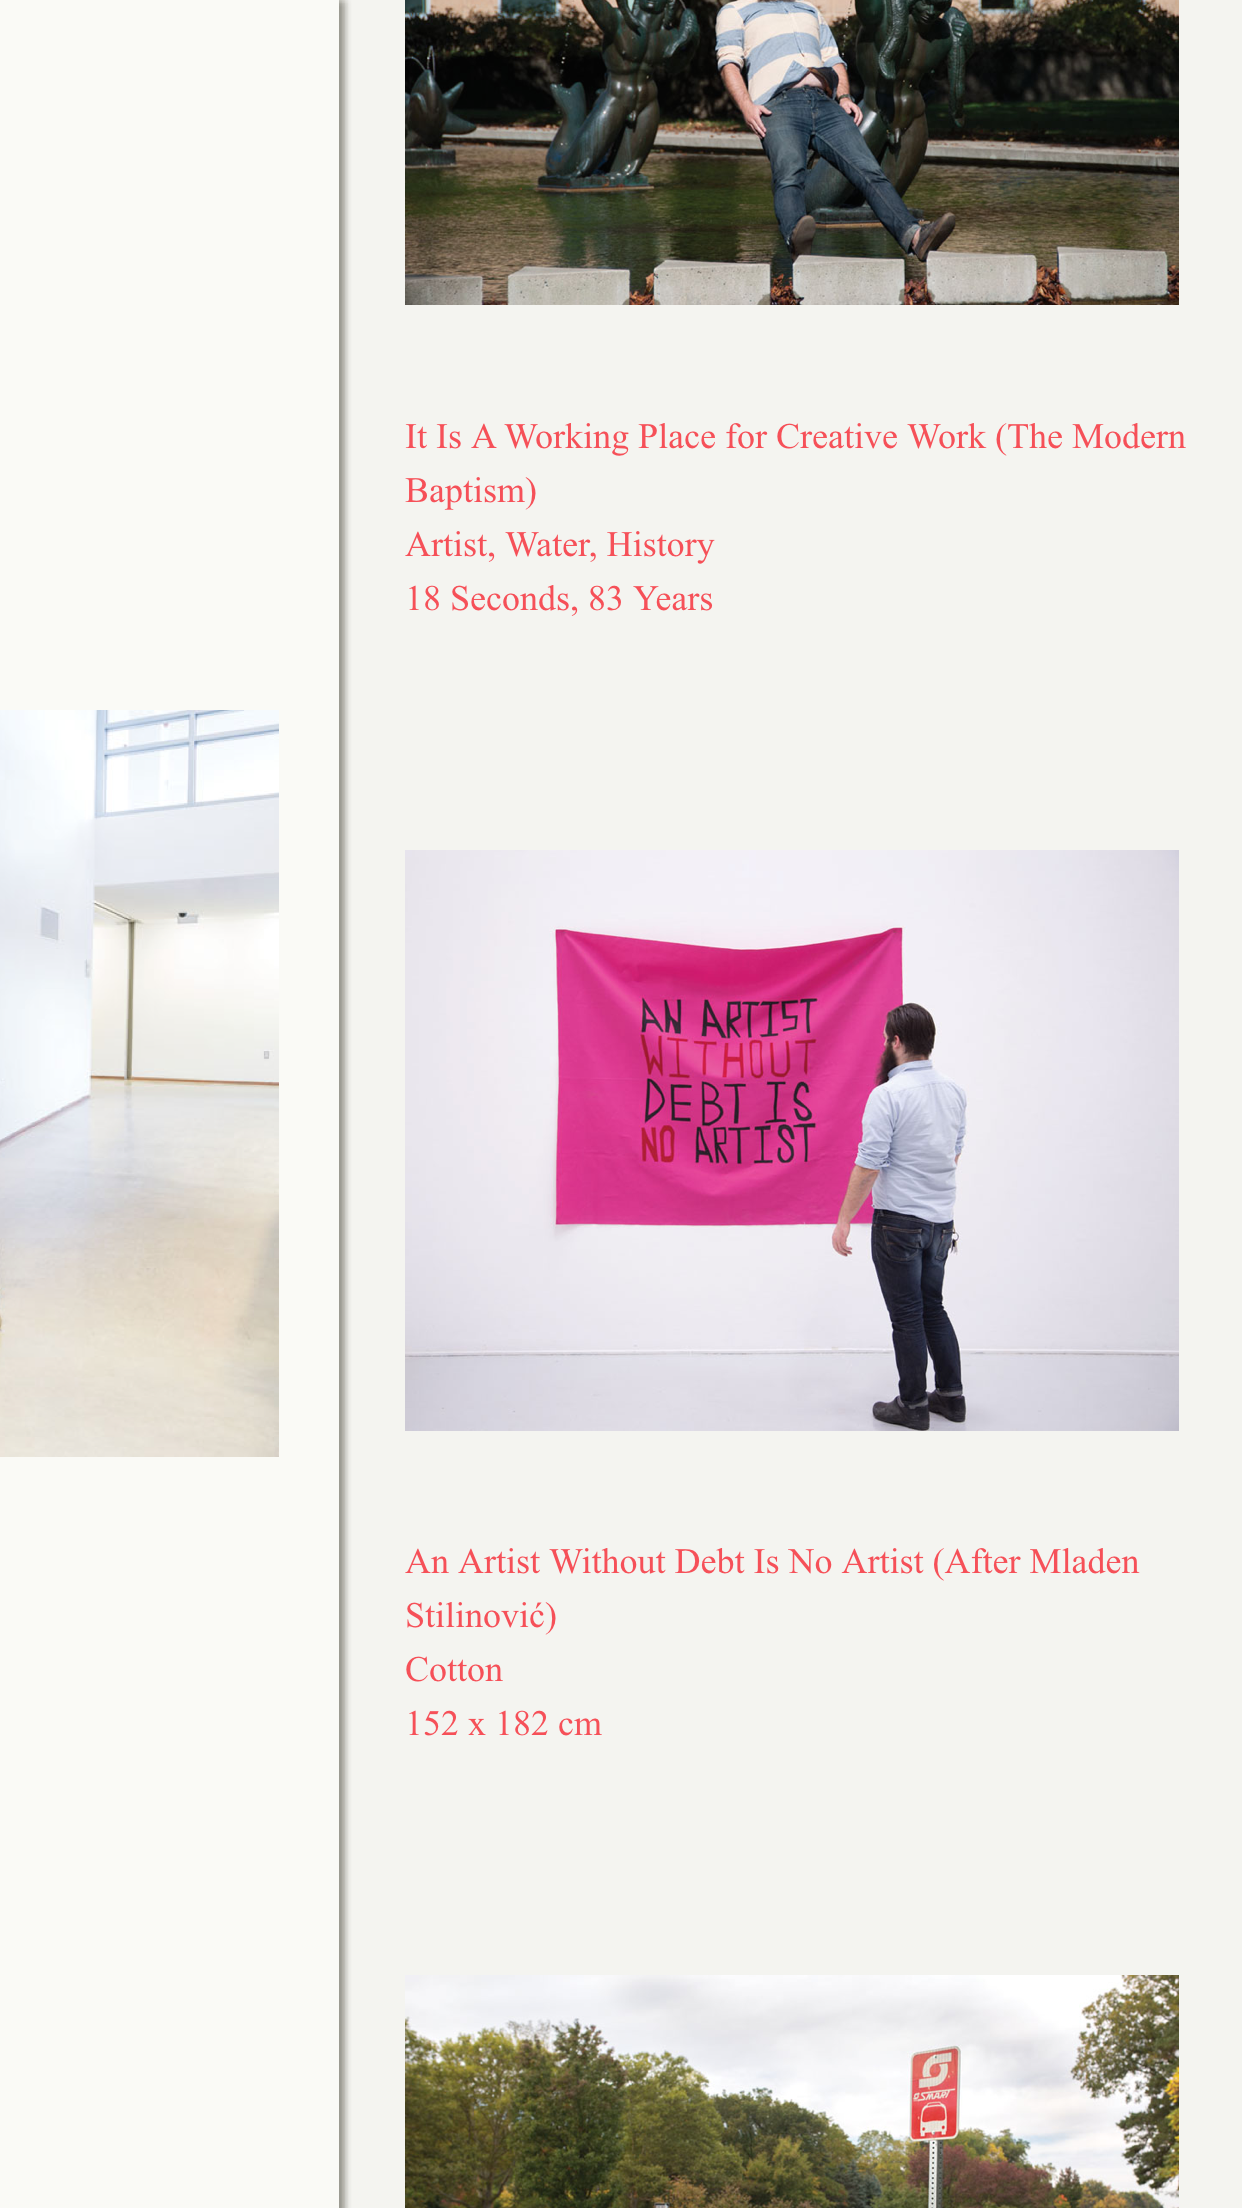 It Is A Working Place for Creative Work (The Modern
Baptism)
Artist, Water, History
18 Seconds, 83 Years
AN ARTIST
WITHOUT
DEBT IS
NO ARTIST
An Artist Without Debt Is No Artist (After Mladen
Stilinović)
Cotton
152 x 182 cm
SMART